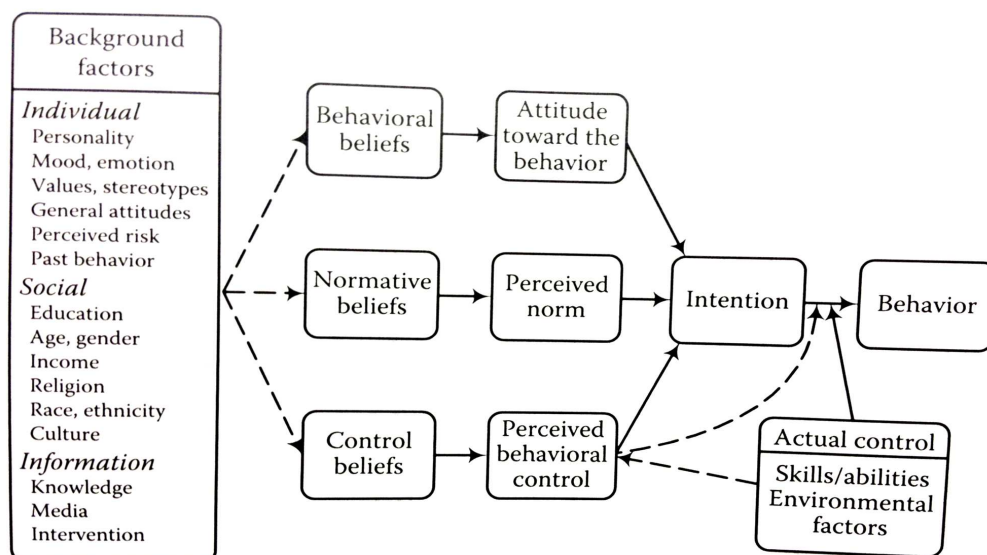 Background
factors
Individual
Personality
Mood, emotion
Values, stereotypes
General attitudes
Perceived risk
Past behavior
Social
Education
Age, gender
Income
Religion
Race, ethnicity
Culture
Information
Knowledge
Media
Intervention
Behavioral
beliefs
Attitude
toward the
behavior
Normative
beliefs
Perceived
norm
Control
beliefs
Perceived
behavioral
control
Intention
Behavior
Actual control
Skills/abilities
Environmental
factors